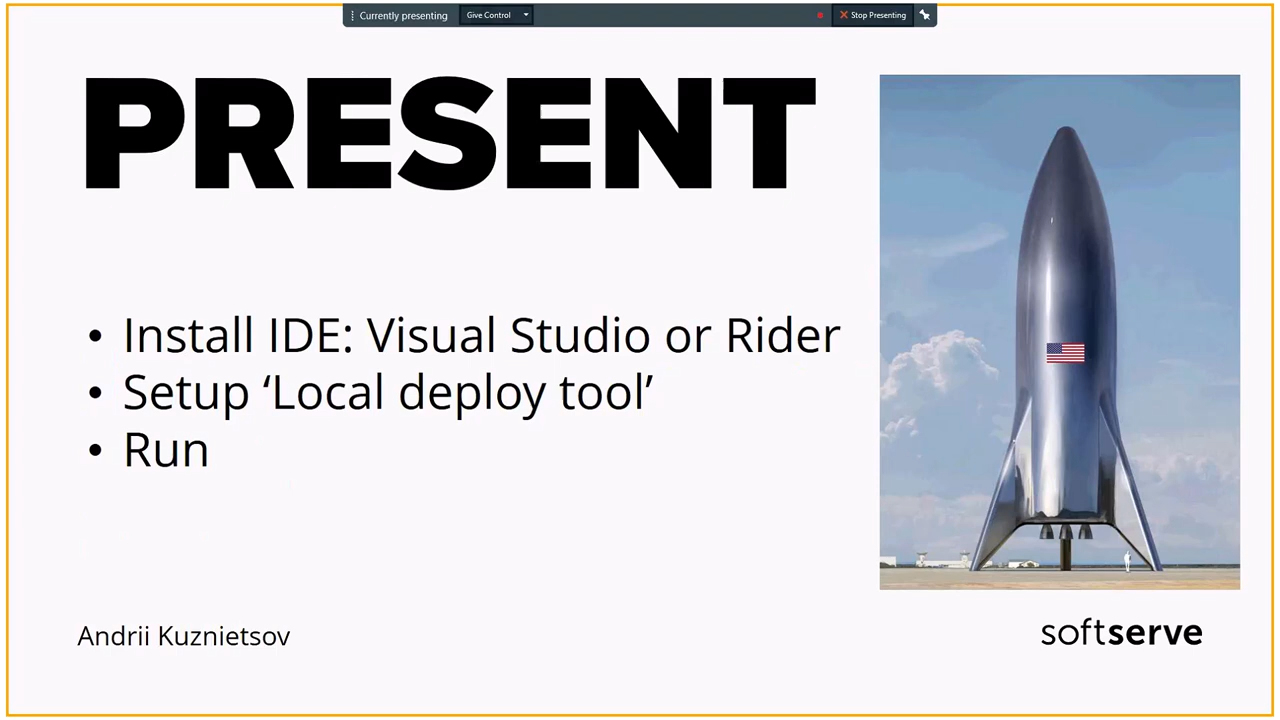 Currently presenting
Give Control
Stop Presenting
PRESENT
• Install IDE: Visual Studio or Rider
• Setup ‘Local deploy tool’
• Run
Andrii Kuznietsov
softserve